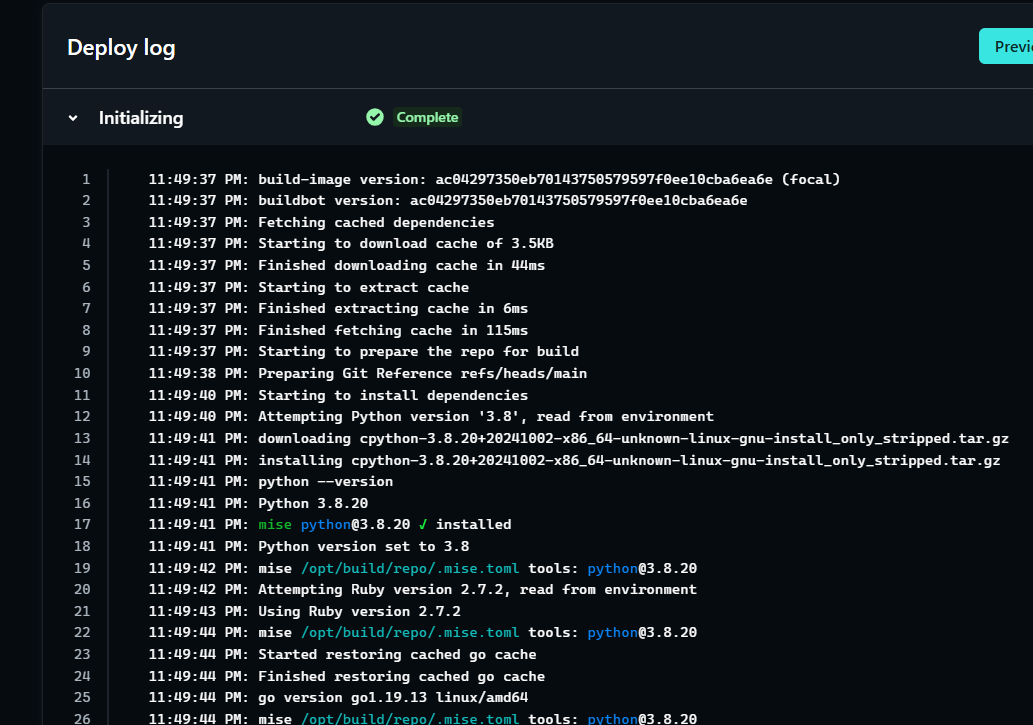 Deploy log
Previ
Initializing
Complete
1 11:49:37 PM: build-image version: ac04297350eb70143750579597f0ee10cba6ea6e (focal)
2 11:49:37 PM: buildbot version: ac04297350eb70143750579597f0ee10cba6ea6e
3 11:49:37 PM: Fetching cached dependencies
4 11:49:37 PM: Starting to download cache of 3.5KB
5 11:49:37 PM: Finished downloading cache in 44ms
6 11:49:37 PM: Starting to extract cache
7 11:49:37 PM: Finished extracting cache in 6ms
8 11:49:37 PM: Finished fetching cache in 115ms
9 11:49:37 PM: Starting to prepare the repo for build
10 11:49:38 PM: Preparing Git Reference refs/heads/main
11 11:49:40 PM: Starting to install dependencies
12 11:49:40 PM: Attempting Python version '3.8', read from environment
13 11:49:41 PM: downloading cpython-3.8.20+20241002-x86_64-unknown-linux-gnu-install_only_stripped.tar.gz
14 11:49:41 PM: installing cpython-3.8.20+20241002-x86_64-unknown-linux-gnu-install_only_stripped.tar.gz
15 11:49:41 PM: python --version
16 11:49:41 PM: Python 3.8.20
17 11:49:41 PM: mise python@3.8.20 ✓ installed
18 11:49:41 PM: Python version set to 3.8
19 11:49:42 PM: mise /opt/build/repo/.mise.toml tools: python@3.8.20
20 11:49:42 PM: Attempting Ruby version 2.7.2, read from environment
21 11:49:43 PM: Using Ruby version 2.7.2
22 11:49:44 PM: mise /opt/build/repo/.mise.toml tools: python@3.8.20
23 11:49:44 PM: Started restoring cached go cache
24 11:49:44 PM: Finished restoring cached go cache
25 11:49:44 PM: go version go1.19.13 linux/amd64
26 11:49:44 PM: mise /opt/build/repo/.mise.toml tools: python@3.8.20